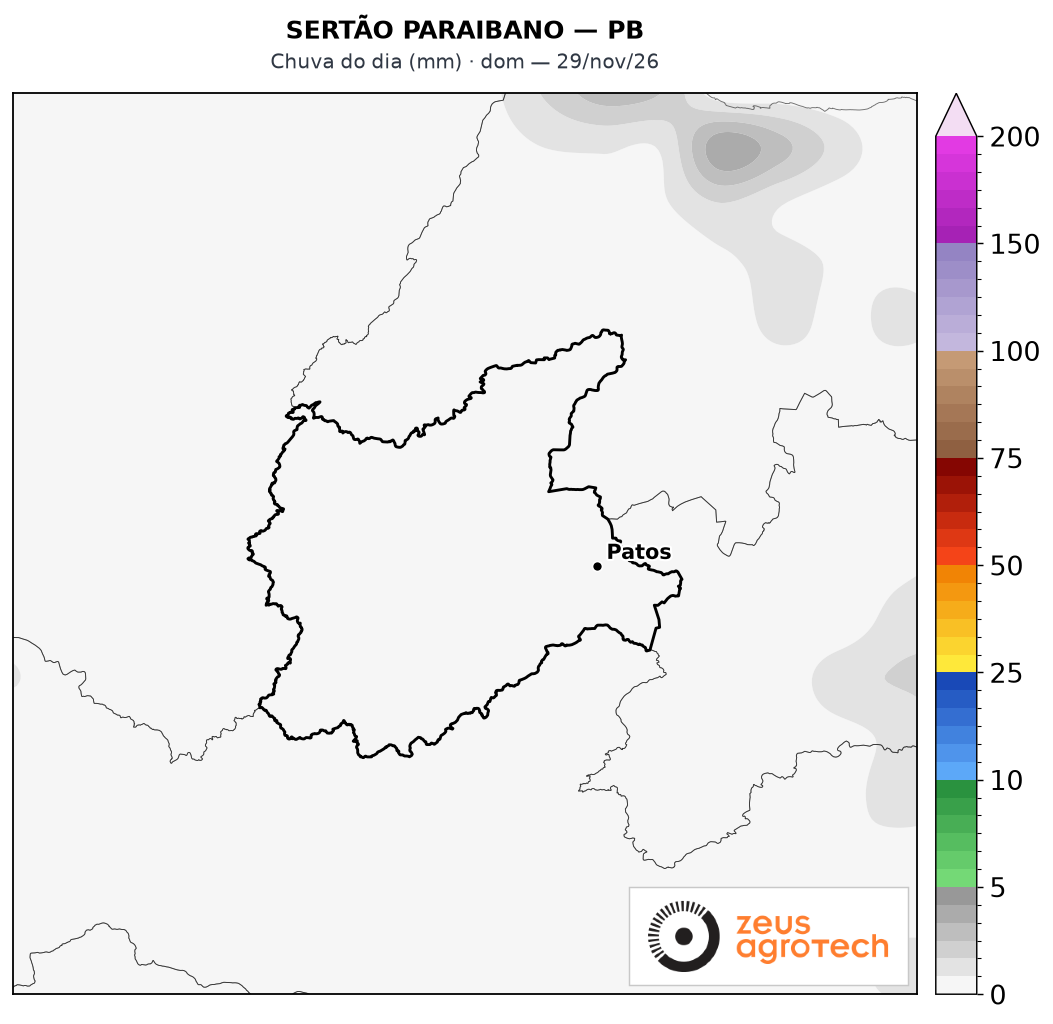 SERTÃO PARAIBANO — PB
Chuva do dia (mm) · dom — 29/nov/26
200
150
100
75
50
25
10
5
0
Patos
zeus
agrotech